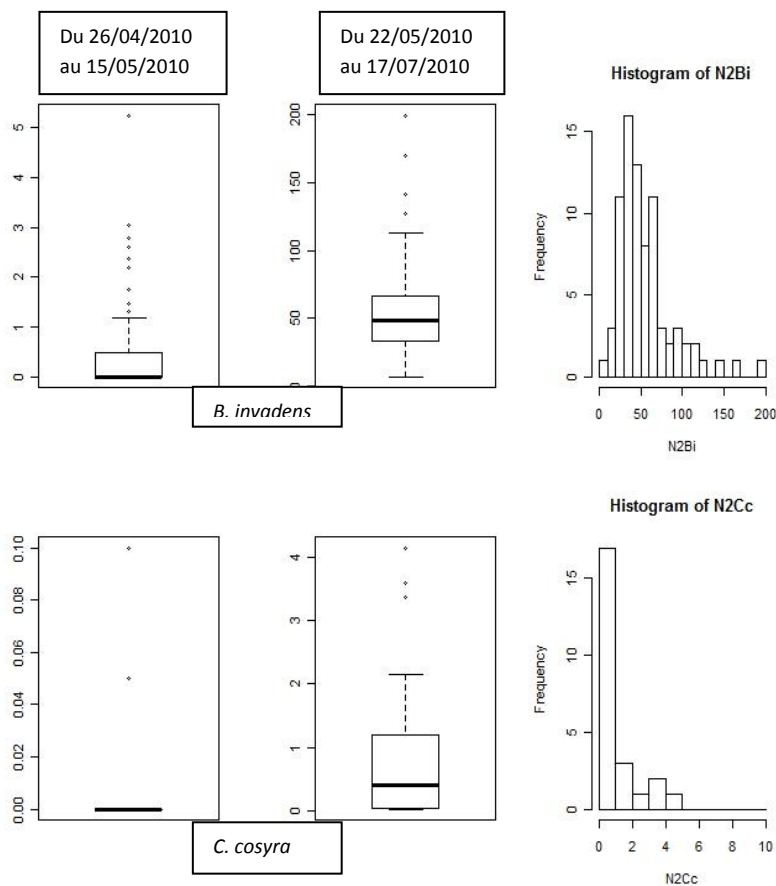 Du 26/04/2010
au 15/05/2010
Du 22/05/2010
au 17/07/2010
0 1 2 3 4 5
0 50 100 150 200
B. invadens
Histogram of N2Bi
Frequency
0 5 10 15
0 50 100 150 200
N2Bi
0.00 0.02 0.04 0.06 0.08 0.10
0 1 2 3 4
C. cosyra
Histogram of N2Cc
Frequency
0 5 10 15
0 2 4 6 8 10
N2Cc